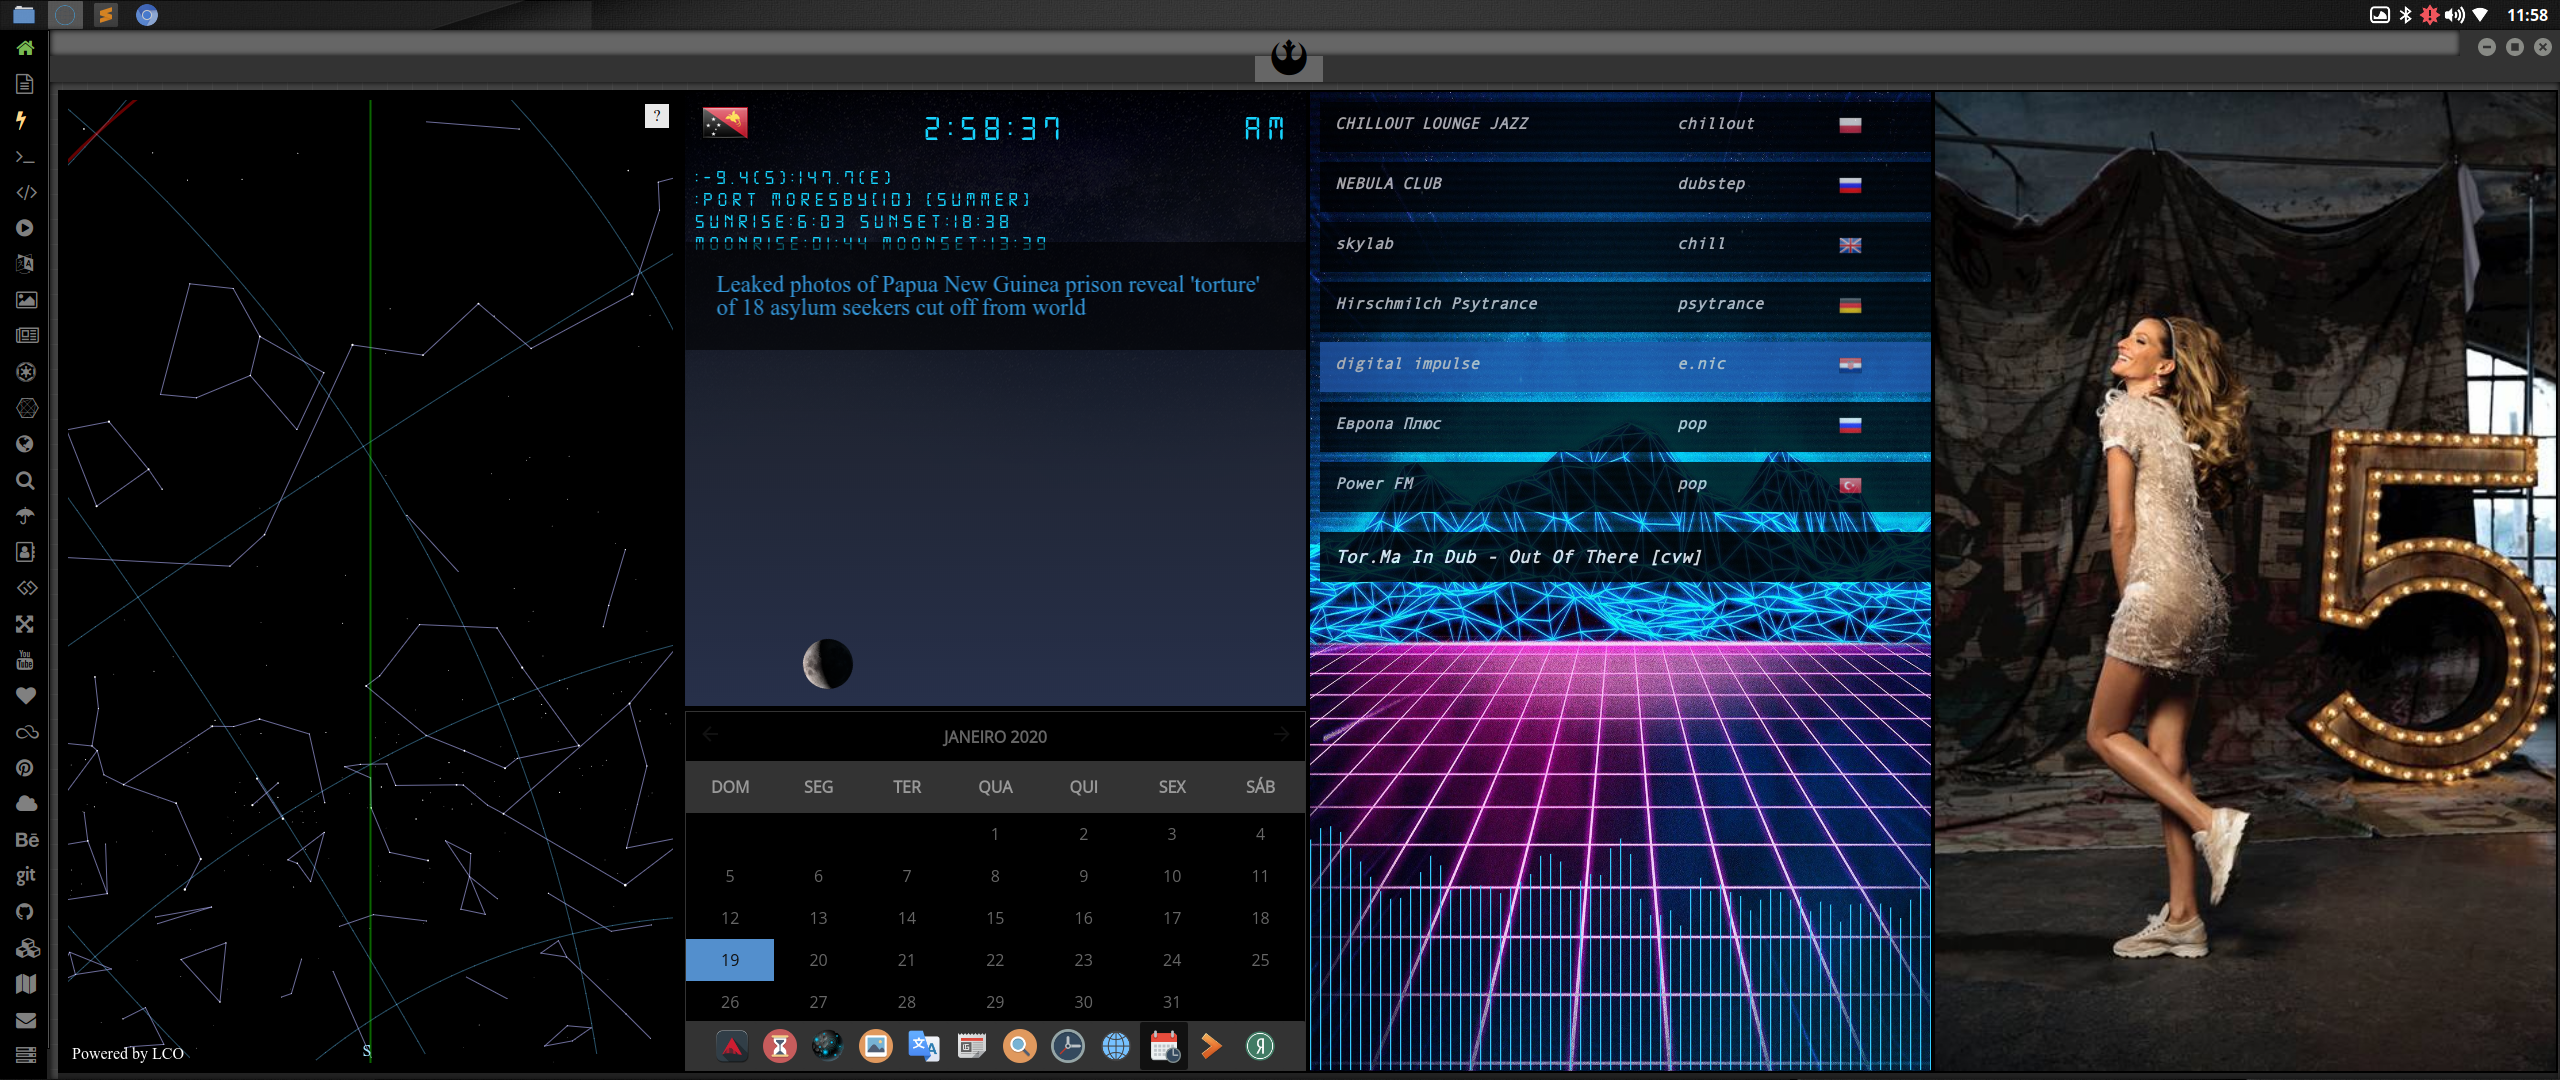 11:58
?
Powered by LCO
S
2:58:37 AM
:-9.4(S):147.7(E)
:PORT MORESBY[10] [SUMMER]
SUNRISE:6:03 SUNSET:18:38
MOONRISE:01:44 MOONSET:13:39
Leaked photos of Papua New Guinea prison reveal 'torture'
of 18 asylum seekers cut off from world
JANEIRO 2020
DOM SEG TER QUA QUI SEX SÁB
1 2 3 4
5 6 7 8 9 10 11
12 13 14 15 16 17 18
19 20 21 22 23 24 25
26 27 28 29 30 31
CHILLOUT LOUNGE JAZZ chillout
NEBULA CLUB dubstep
skylab chill
Hirschmilch Psytrance psytrance
digital impulse e.nic
Европа Плюс pop
Power FM pop
Tor.Ma In Dub - Out Of There [cvw]
5
You
Tube
Bē
git
文A
Я